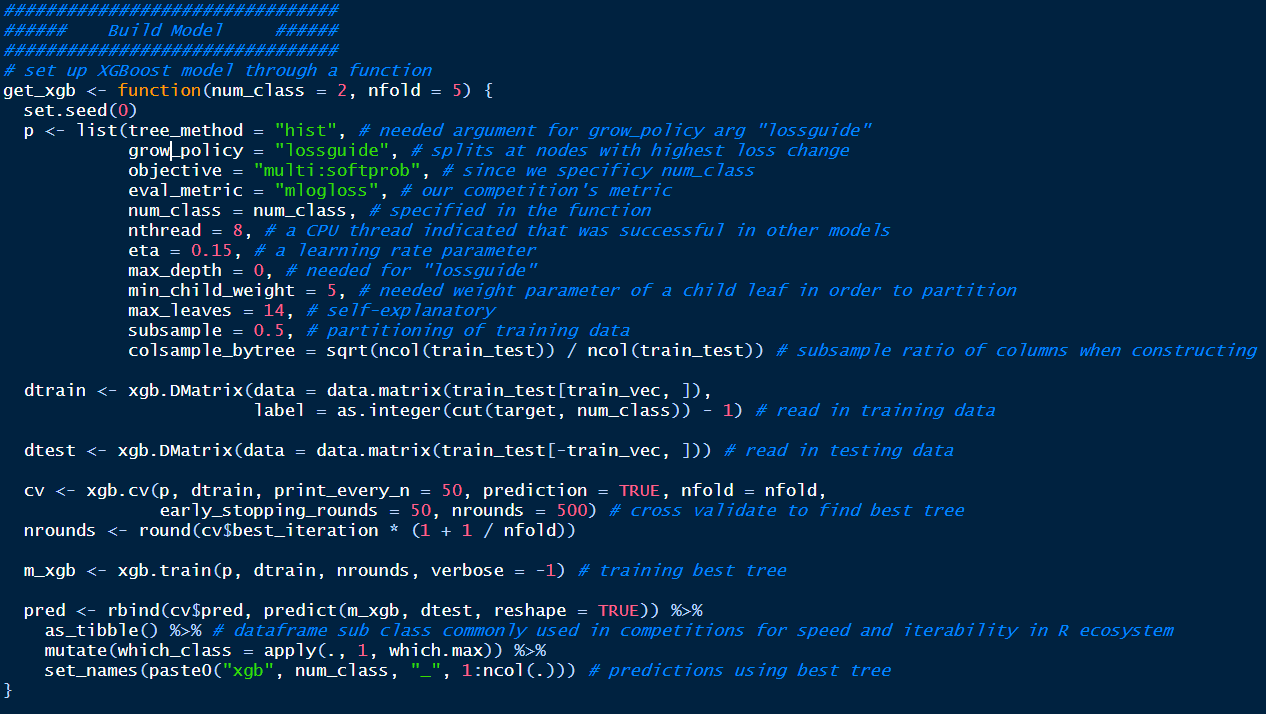 ################################
######    Build Model     ######
################################
# set up XGBoost model through a function
get_xgb <- function(num_class = 2, nfold = 5) {
  set.seed(0)
  p <- list(tree_method = "hist", # needed argument for grow_policy arg "lossguide"
            grow_policy = "lossguide", # splits at nodes with highest loss change
            objective = "multi:softprob", # since we specificy num_class
            eval_metric = "mlogloss", # our competition's metric
            num_class = num_class, # specified in the function
            nthread = 8, # a CPU thread indicated that was successful in other models
            eta = 0.15, # a learning rate parameter
            max_depth = 0, # needed for "lossguide"
            min_child_weight = 5, # needed weight parameter of a child leaf in order to partition
            max_leaves = 14, # self-explanatory
            subsample = 0.5, # partitioning of training data
            colsample_bytree = sqrt(ncol(train_test)) / ncol(train_test)) # subsample ratio of columns when constructing
  dtrain <- xgb.DMatrix(data = data.matrix(train_test[train_vec, ]),
                        label = as.integer(cut(target, num_class)) - 1) # read in training data
  dtest <- xgb.DMatrix(data = data.matrix(train_test[-train_vec, ])) # read in testing data
  cv <- xgb.cv(p, dtrain, print_every_n = 50, prediction = TRUE, nfold = nfold,
               early_stopping_rounds = 50, nrounds = 500) # cross validate to find best tree
  nrounds <- round(cv$best_iteration * (1 + 1 / nfold))
  m_xgb <- xgb.train(p, dtrain, nrounds, verbose = -1) # training best tree
  pred <- rbind(cv$pred, predict(m_xgb, dtest, reshape = TRUE)) %>%
    as_tibble() %>% # dataframe sub class commonly used in competitions for speed and iterability in R ecosystem
    mutate(which_class = apply(., 1, which.max)) %>%
    set_names(paste0("xgb", num_class, "_", 1:ncol(.))) # predictions using best tree
}